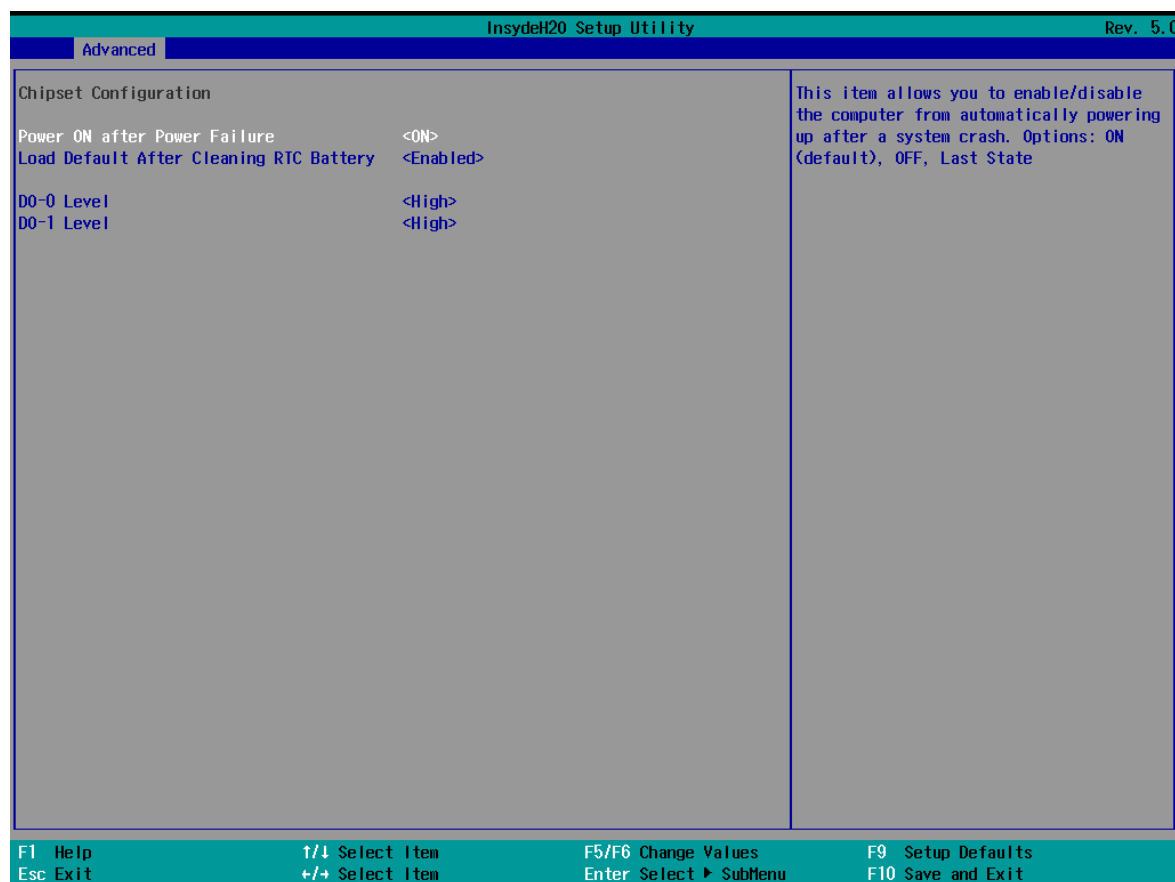 InsydeH20 Setup Utility Rev. 5.0
Advanced
Chipset Configuration
Power ON after Power Failure <ON>
Load Default After Cleaning RTC Battery <Enabled>
DO-0 Level <High>
DO-1 Level <High>
This item allows you to enable/disable
the computer from automatically powering
up after a system crash. Options: ON
(default), OFF, Last State
F1 Help ↑/↓ Select Item F5/F6 Change Values F9 Setup Defaults
Esc Exit ←/→ Select Item Enter Select ▶ SubMenu F10 Save and Exit